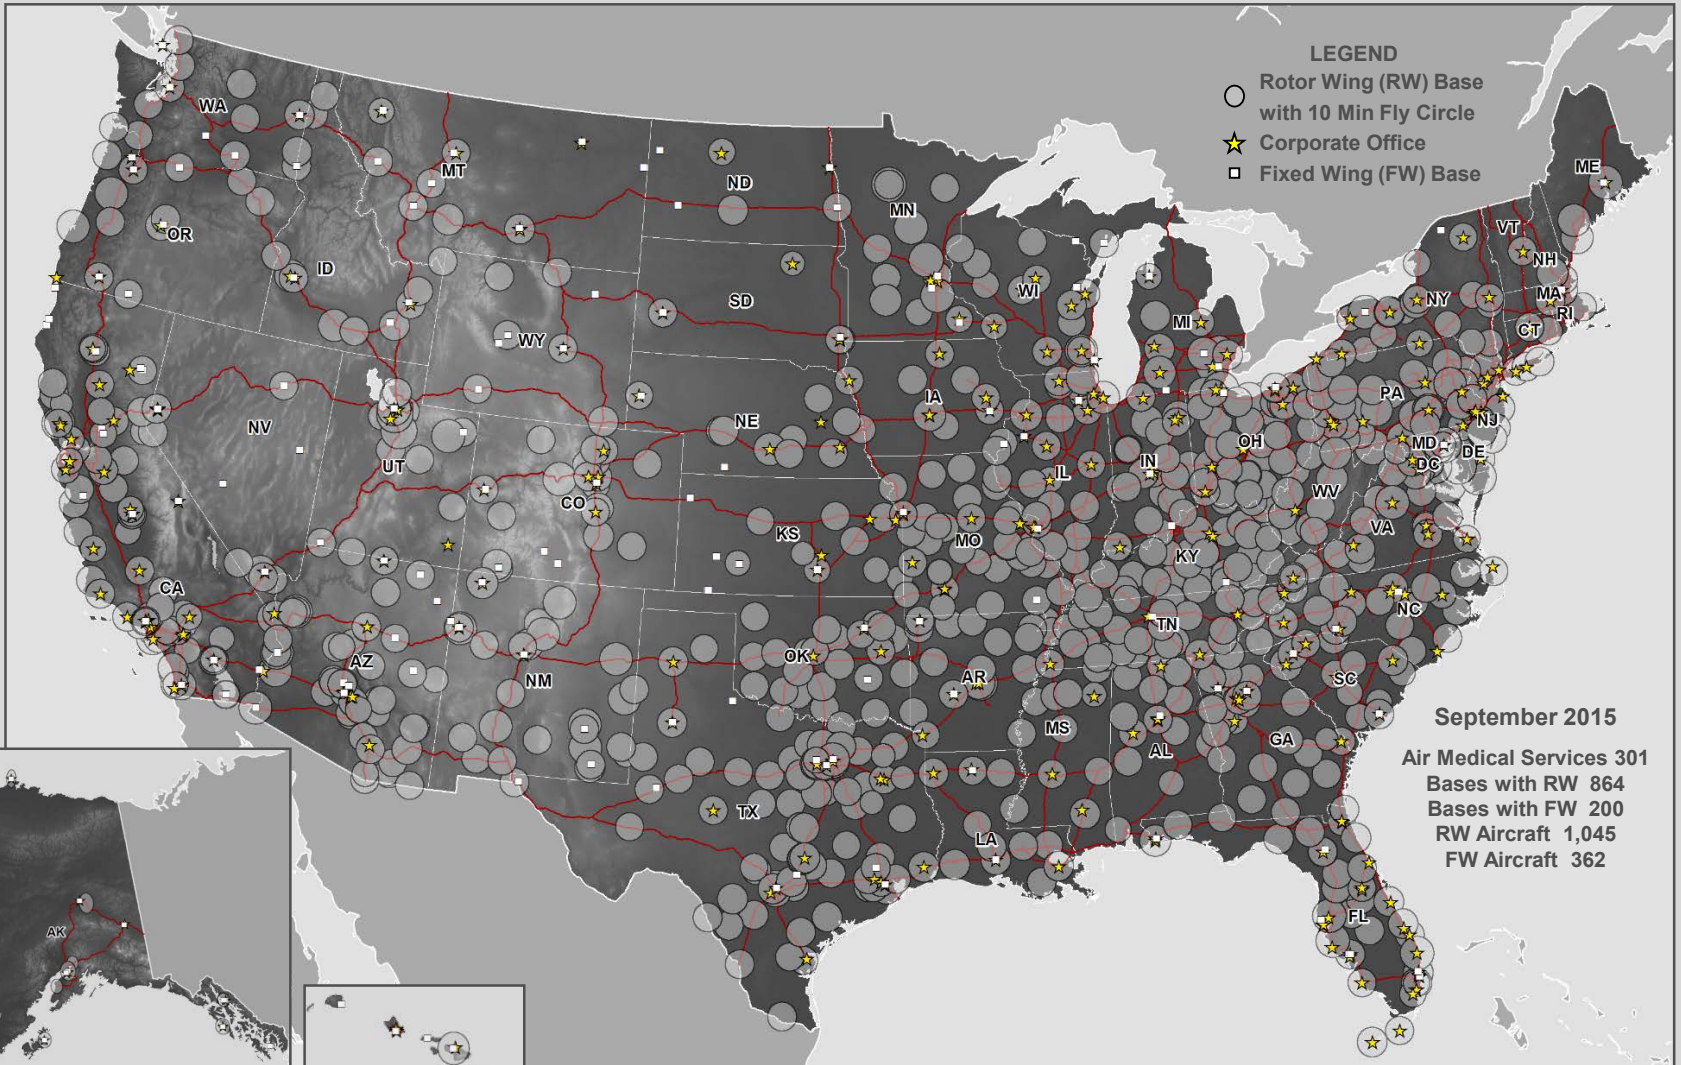 LEGEND
Rotor Wing (RW) Base
with 10 Min Fly Circle
Corporate Office
Fixed Wing (FW) Base
WA
MT
ND
MN
ME
OR
ID
SD
WI
VT
NH
NY
MA
RI
CT
MI
WY
IA
PA
NE
NV
NJ
OH
MD
DE
DC
UT
IL
IN
CO
WV
VA
KS
MO
KY
CA
NC
TN
OK
AZ
NM
AR
SC
MS
AL
GA
TX
LA
FL
AK
September 2015
Air Medical Services 301
Bases with RW 864
Bases with FW 200
RW Aircraft 1,045
FW Aircraft 362